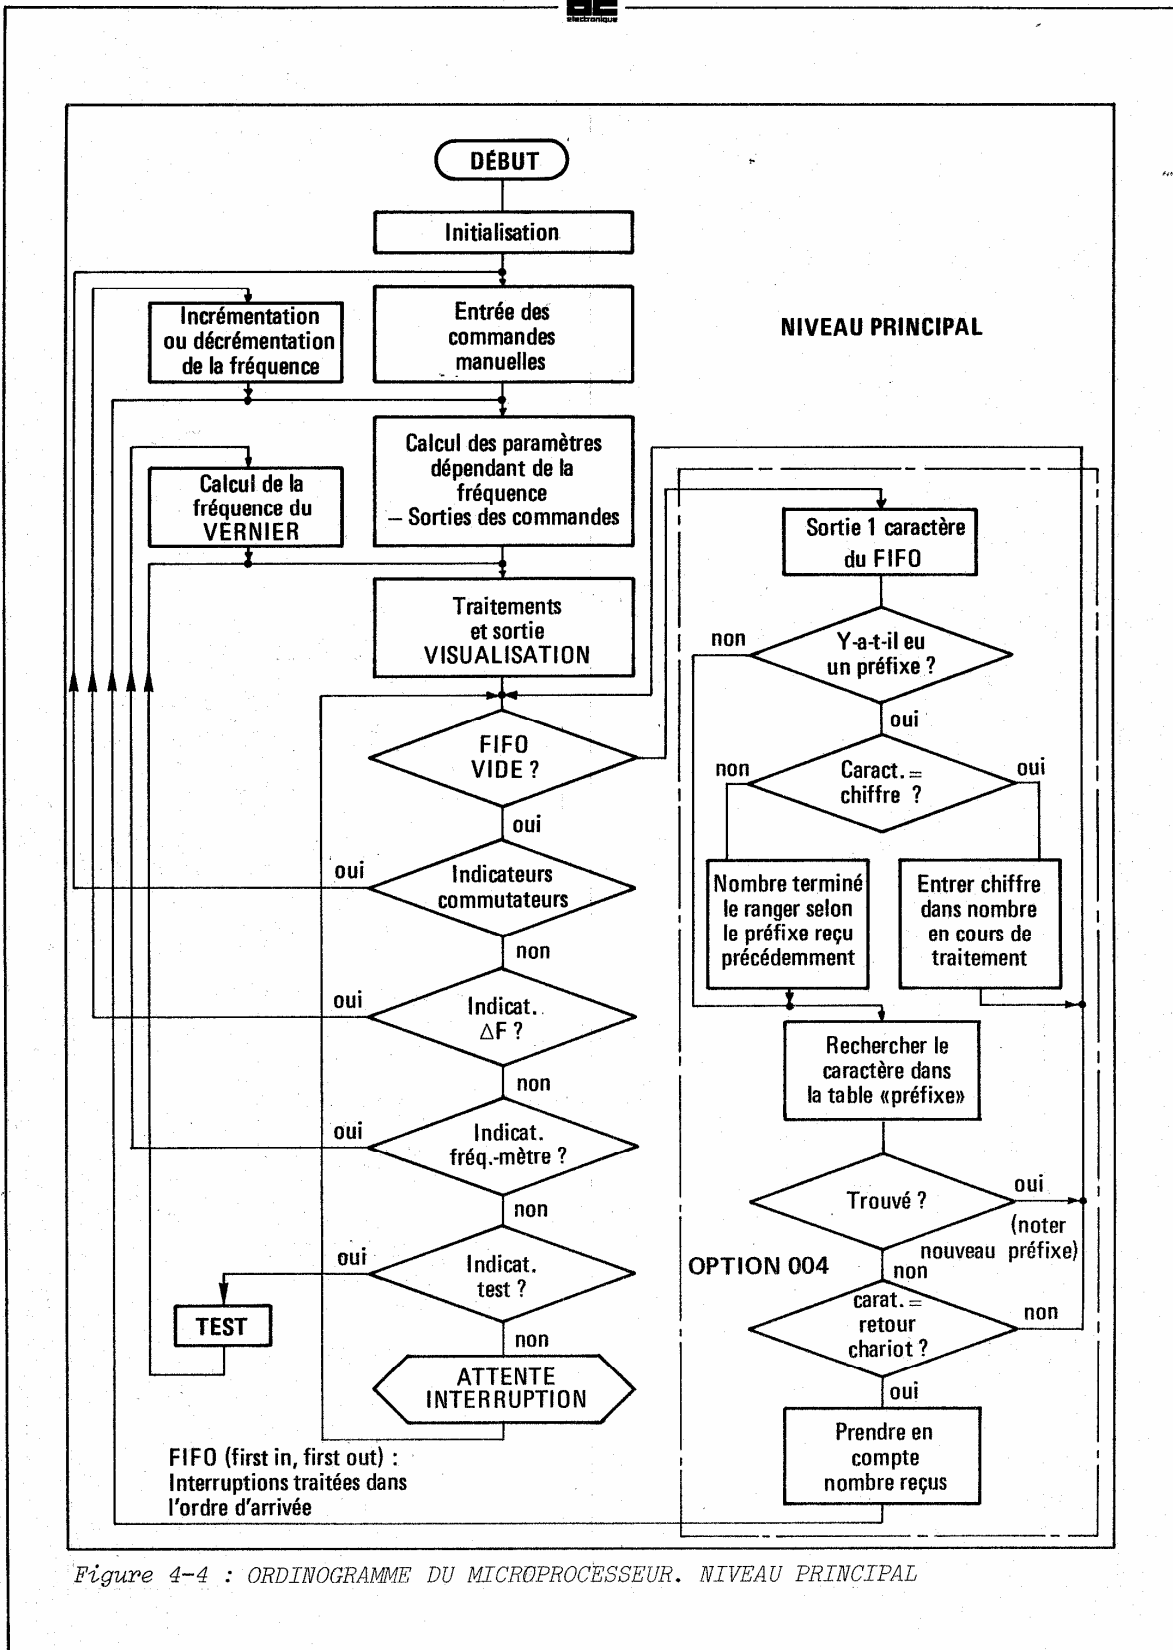 electronique
DÉBUT
Initialisation
Entrée des
commandes
manuelles
Incrémentation
ou décrémentation
de la fréquence
NIVEAU PRINCIPAL
Calcul des paramètres
dépendant de la
fréquence
– Sorties des commandes
Calcul de la
fréquence du
VERNIER
Traitements
et sortie
VISUALISATION
FIFO
VIDE ?
oui
oui
Indicateurs
commutateurs
non
oui
Indicat.
ΔF ?
non
oui
Indicat.
fréq.-mètre ?
non
oui
Indicat.
test ?
non
TEST
ATTENTE
INTERRUPTION
FIFO (first in, first out) :
Interruptions traitées dans
l'ordre d'arrivée
Sortie 1 caractère
du FIFO
non
Y-a-t-il eu
un préfixe ?
oui
non
Caract. =
chiffre ?
oui
Nombre terminé
le ranger selon
le préfixe reçu
précédemment
Entrer chiffre
dans nombre
en cours de
traitement
Rechercher le
caractère dans
la table «préfixe»
Trouvé ?
oui
(noter
nouveau préfixe)
OPTION 004
non
carat. =
retour
chariot ?
non
oui
Prendre en
compte
nombre reçus
Figure 4-4 : ORDINOGRAMME DU MICROPROCESSEUR. NIVEAU PRINCIPAL